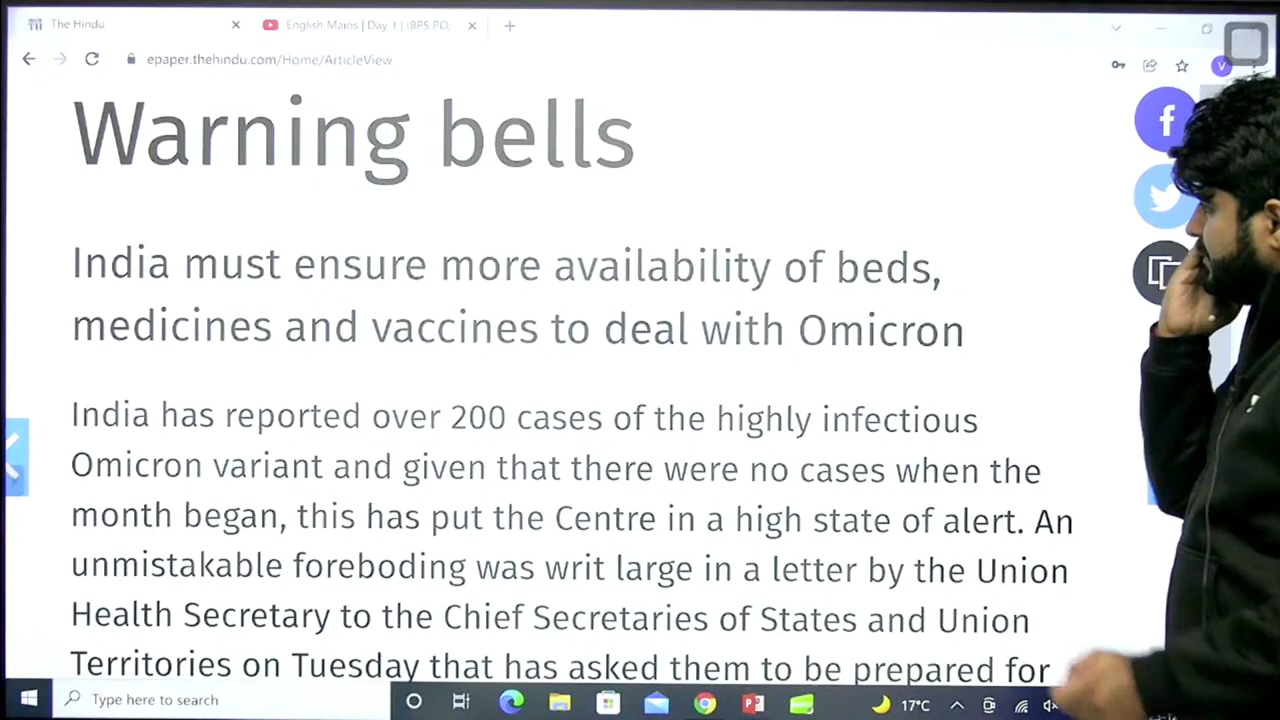 The Hindu
English Mains | Day 1 | IBPS PO,
epaper.thehindu.com/Home/ArticleView
V
Warning bells
India must ensure more availability of beds,
medicines and vaccines to deal with Omicron
India has reported over 200 cases of the highly infectious
Omicron variant and given that there were no cases when the
month began, this has put the Centre in a high state of alert. An
unmistakable foreboding was writ large in a letter by the Union
Health Secretary to the Chief Secretaries of States and Union
Territories on Tuesday that has asked them to be prepared for
Type here to search
17°C